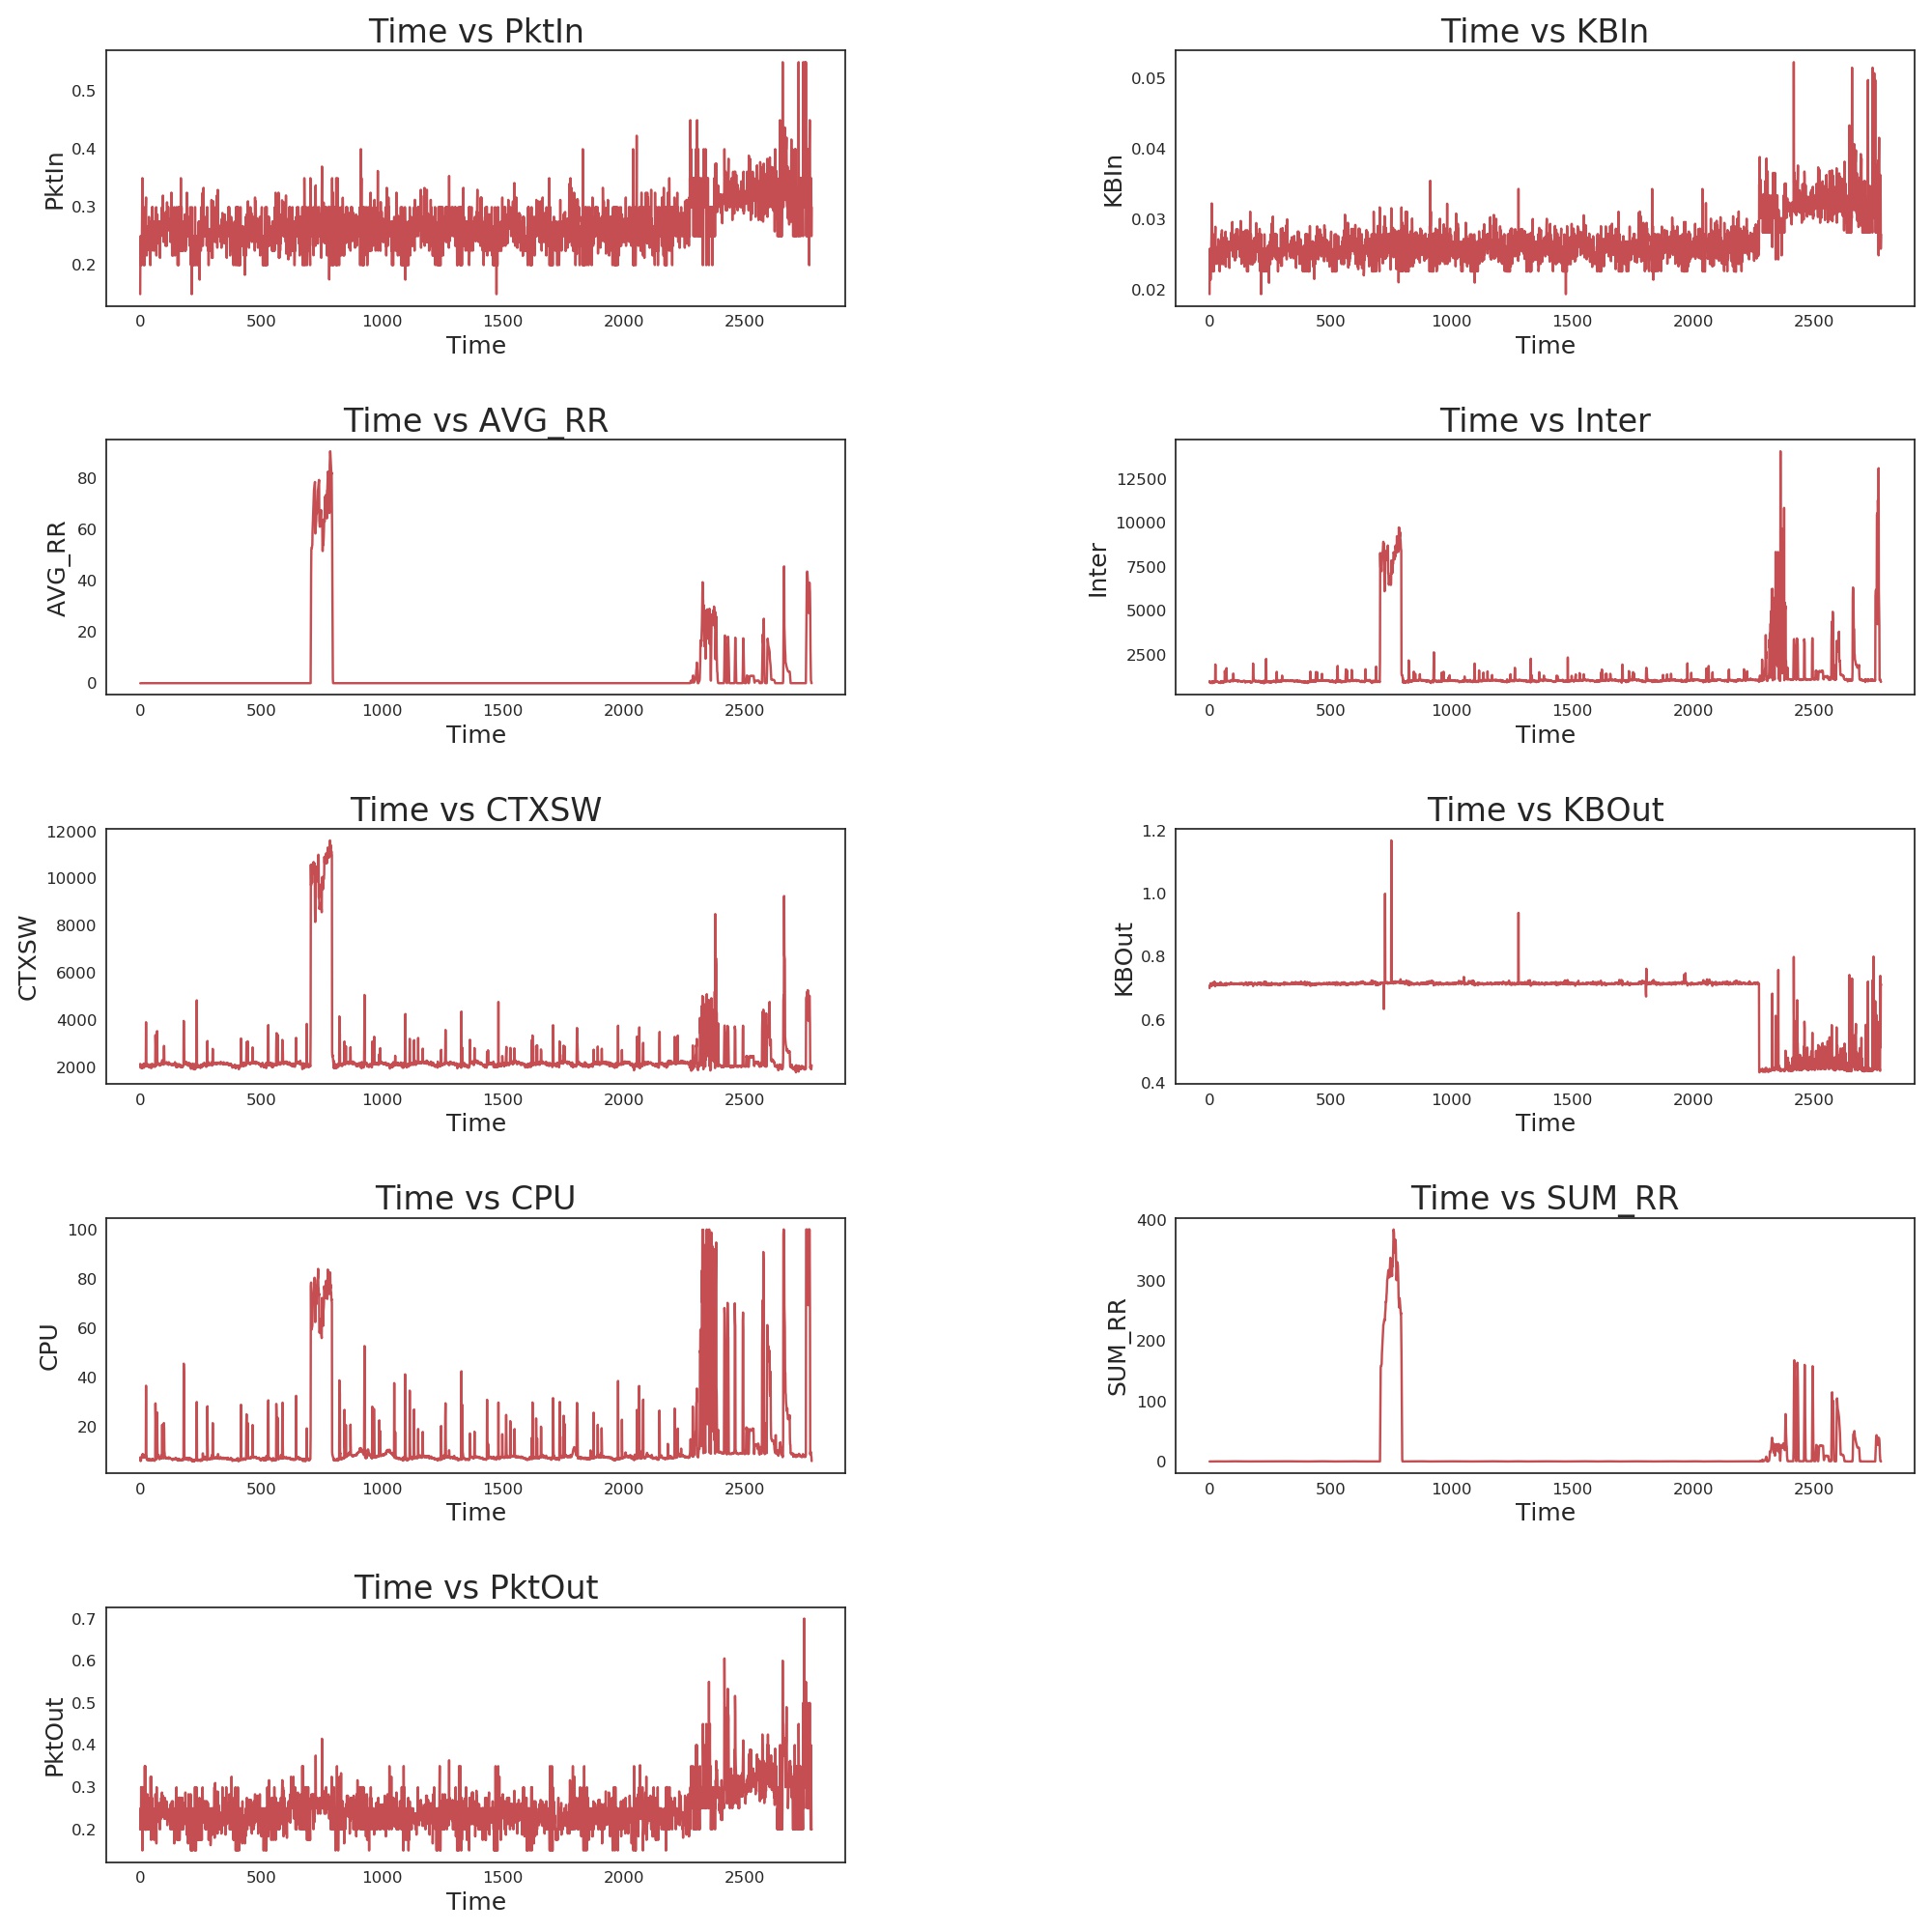 Time vs PktIn
PktIn
0.5
0.4
0.3
0.2
0 500 1000 1500 2000 2500
Time
Time vs KBIn
KBIn
0.05
0.04
0.03
0.02
0 500 1000 1500 2000 2500
Time
Time vs AVG_RR
AVG_RR
80
60
40
20
0
0 500 1000 1500 2000 2500
Time
Time vs Inter
Inter
12500
10000
7500
5000
2500
0 500 1000 1500 2000 2500
Time
Time vs CTXSW
CTXSW
12000
10000
8000
6000
4000
2000
0 500 1000 1500 2000 2500
Time
Time vs KBOut
KBOut
1.2
1.0
0.8
0.6
0.4
0 500 1000 1500 2000 2500
Time
Time vs CPU
CPU
100
80
60
40
20
0 500 1000 1500 2000 2500
Time
Time vs SUM_RR
SUM_RR
400
300
200
100
0
0 500 1000 1500 2000 2500
Time
Time vs PktOut
PktOut
0.7
0.6
0.5
0.4
0.3
0.2
0 500 1000 1500 2000 2500
Time